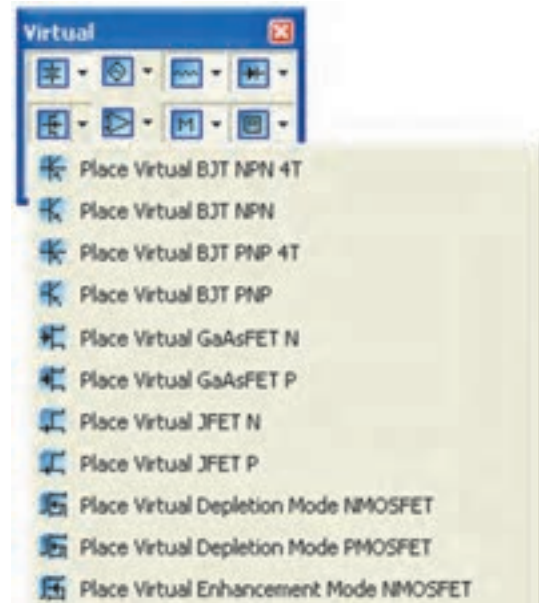 Virtual
M
Place Virtual BJT NPN 4T
Place Virtual BJT NPN
Place Virtual BJT PNP 4T
Place Virtual BJT PNP
Place Virtual GaAsFET N
Place Virtual GaAsFET P
Place Virtual JFET N
Place Virtual JFET P
Place Virtual Depletion Mode NMOSFET
Place Virtual Depletion Mode PMOSFET
Place Virtual Enhancement Mode NMOSFET